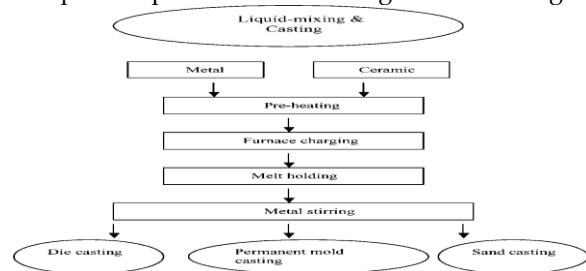 Liquid-mixing &
Casting
Metal
Ceramic
Pre-heating
Furnace charging
Melt holding
Metal stirring
Die casting
Permanent mold
casting
Sand casting